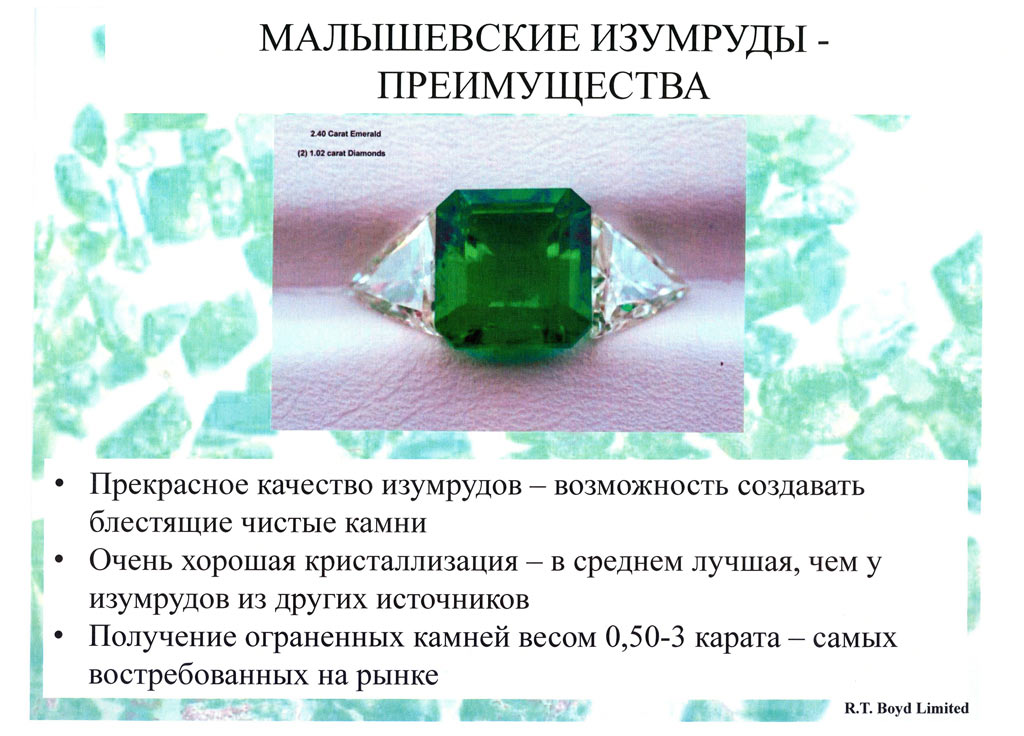 МАЛЫШЕВСКИЕ ИЗУМРУДЫ -
ПРЕИМУЩЕСТВА
2.40 Carat Emerald
(2) 1.02 carat Diamonds
• Прекрасное качество изумрудов – возможность создавать
блестящие чистые камни
• Очень хорошая кристаллизация – в среднем лучшая, чем у
изумрудов из других источников
• Получение ограненных камней весом 0,50-3 карата – самых
востребованных на рынке
R.T. Boyd Limited